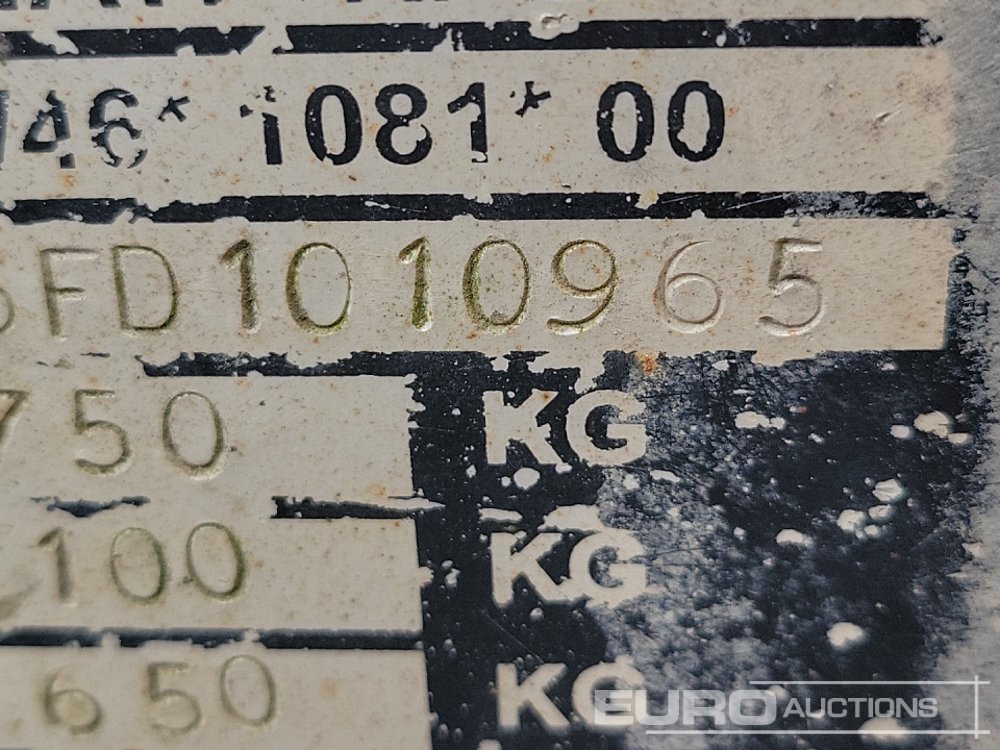 46* 1081* 00
FD1010965
750 KG
100 KG
650 KG
EURO AUCTIONS